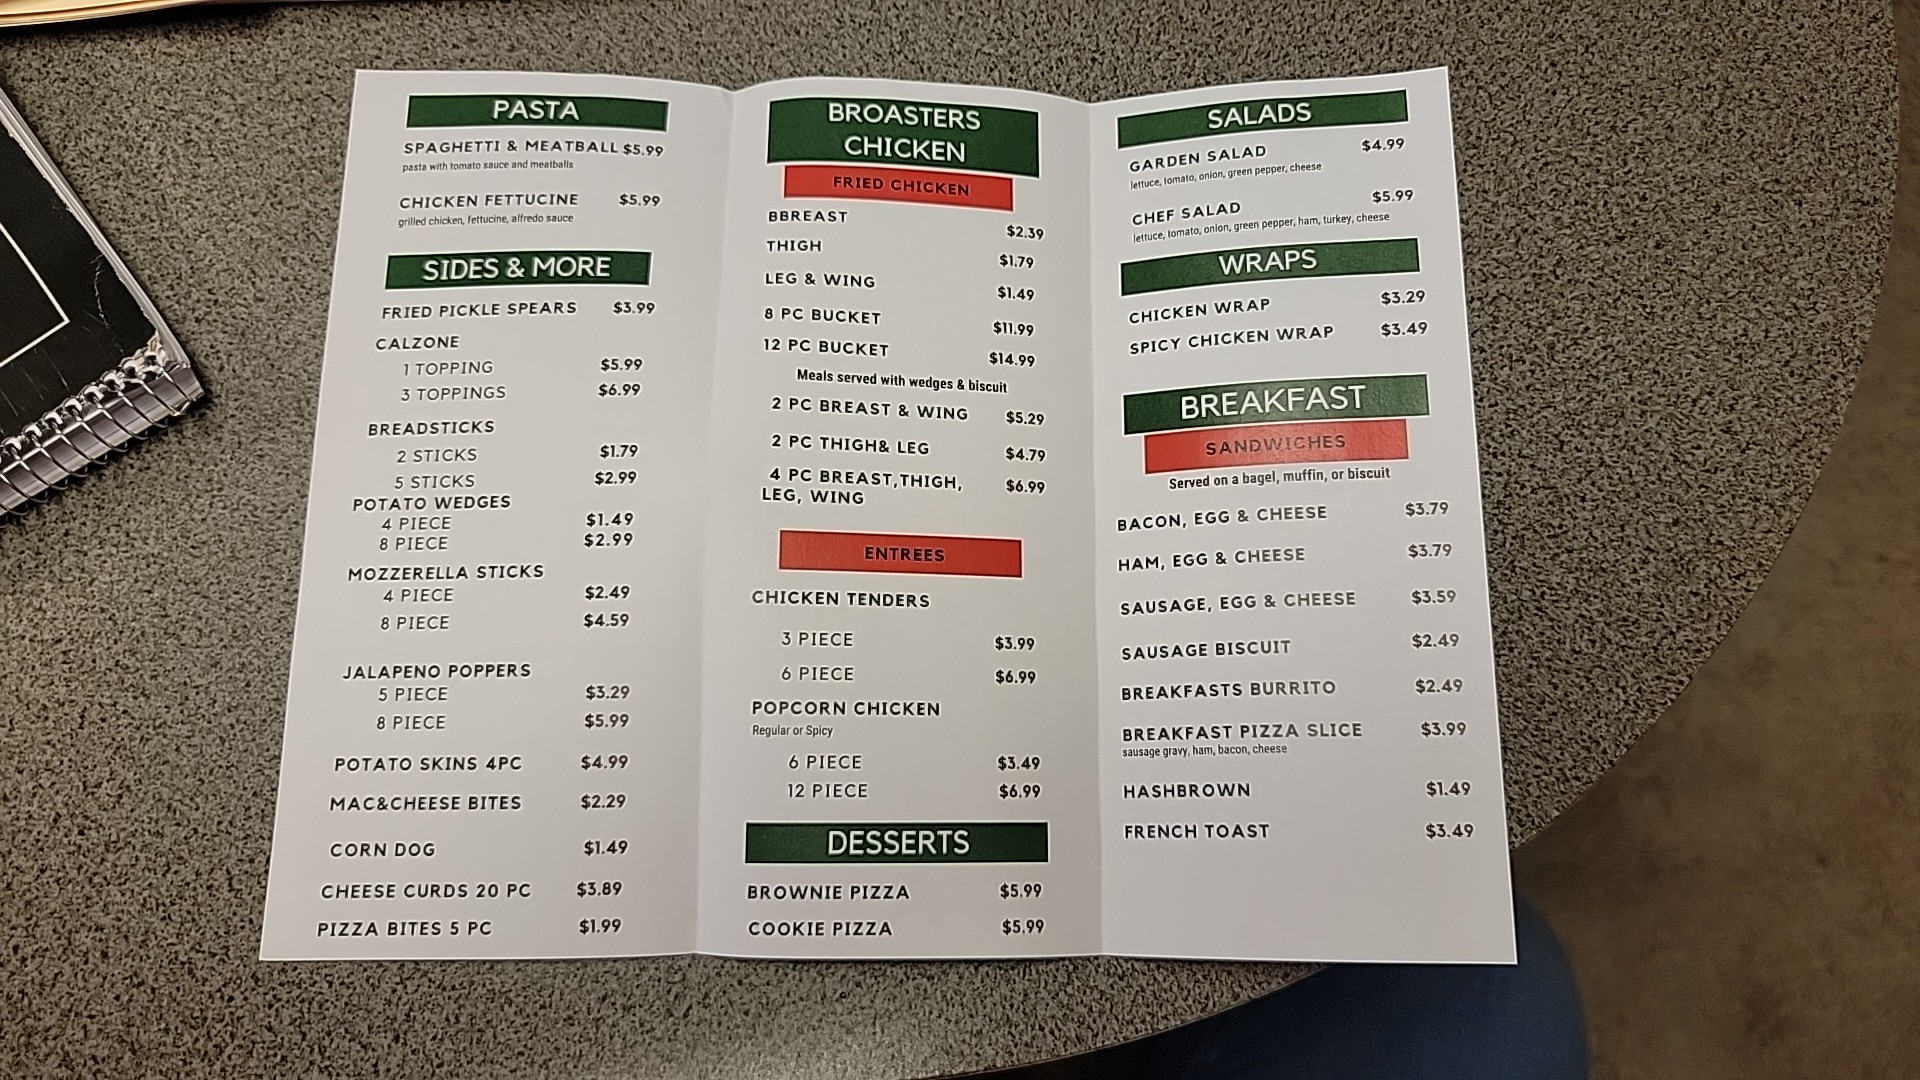 PASTA
SPAGHETTI & MEATBALL $5.99
pasta with tomato sauce and meatballs
CHICKEN FETTUCINE $5.99
grilled chicken, fettucine, alfredo sauce
SIDES & MORE
FRIED PICKLE SPEARS $3.99
CALZONE
1 TOPPING $5.99
3 TOPPINGS $6.99
BREADSTICKS
2 STICKS $1.79
5 STICKS $2.99
POTATO WEDGES
4 PIECE $1.49
8 PIECE $2.99
MOZZERELLA STICKS
4 PIECE $2.49
8 PIECE $4.59
JALAPENO POPPERS
5 PIECE $3.29
8 PIECE $5.99
POTATO SKINS 4PC $4.99
MAC&CHEESE BITES $2.29
CORN DOG $1.49
CHEESE CURDS 20 PC $3.89
PIZZA BITES 5 PC $1.99
BROASTERS
CHICKEN
FRIED CHICKEN
BBREAST $2.39
THIGH $1.79
LEG & WING $1.49
8 PC BUCKET $11.99
12 PC BUCKET $14.99
Meals served with wedges & biscuit
2 PC BREAST & WING $5.29
2 PC THIGH& LEG $4.79
4 PC BREAST,THIGH, $6.99
LEG, WING
ENTREES
CHICKEN TENDERS
3 PIECE $3.99
6 PIECE $6.99
POPCORN CHICKEN
Regular or Spicy
6 PIECE $3.49
12 PIECE $6.99
DESSERTS
BROWNIE PIZZA $5.99
COOKIE PIZZA $5.99
SALADS
GARDEN SALAD $4.99
lettuce, tomato, onion, green pepper, cheese
CHEF SALAD $5.99
lettuce, tomato, onion, green pepper, ham, turkey, cheese
WRAPS
CHICKEN WRAP $3.29
SPICY CHICKEN WRAP $3.49
BREAKFAST
SANDWICHES
Served on a bagel, muffin, or biscuit
BACON, EGG & CHEESE $3.79
HAM, EGG & CHEESE $3.79
SAUSAGE, EGG & CHEESE $3.59
SAUSAGE BISCUIT $2.49
BREAKFASTS BURRITO $2.49
BREAKFAST PIZZA SLICE $3.99
sausage gravy, ham, bacon, cheese
HASHBROWN $1.49
FRENCH TOAST $3.49